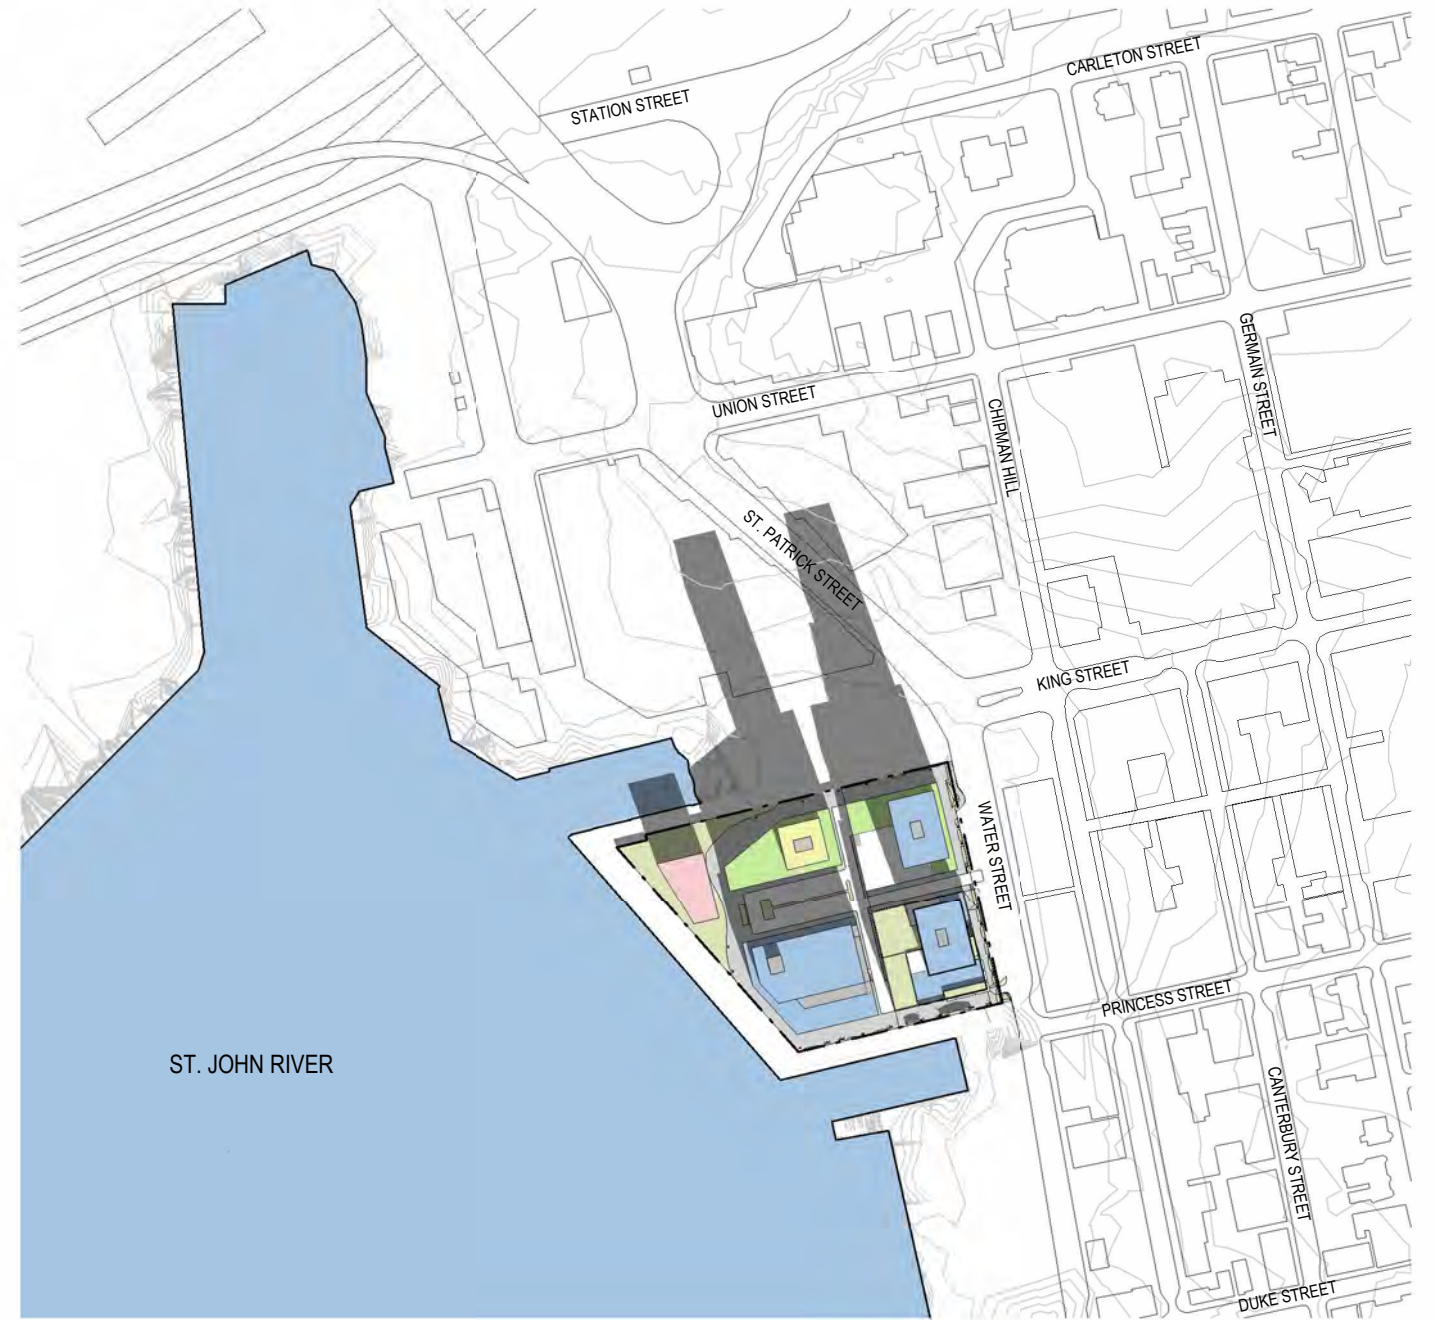 CARLETON STREET
STATION STREET
GERMAIN STREET
UNION STREET
CHIPMAN HILL
ST. PATRICK STREET
KING STREET
WATER STREET
PRINCESS STREET
ST. JOHN RIVER
CANTERBURY STREET
DUKE STREET